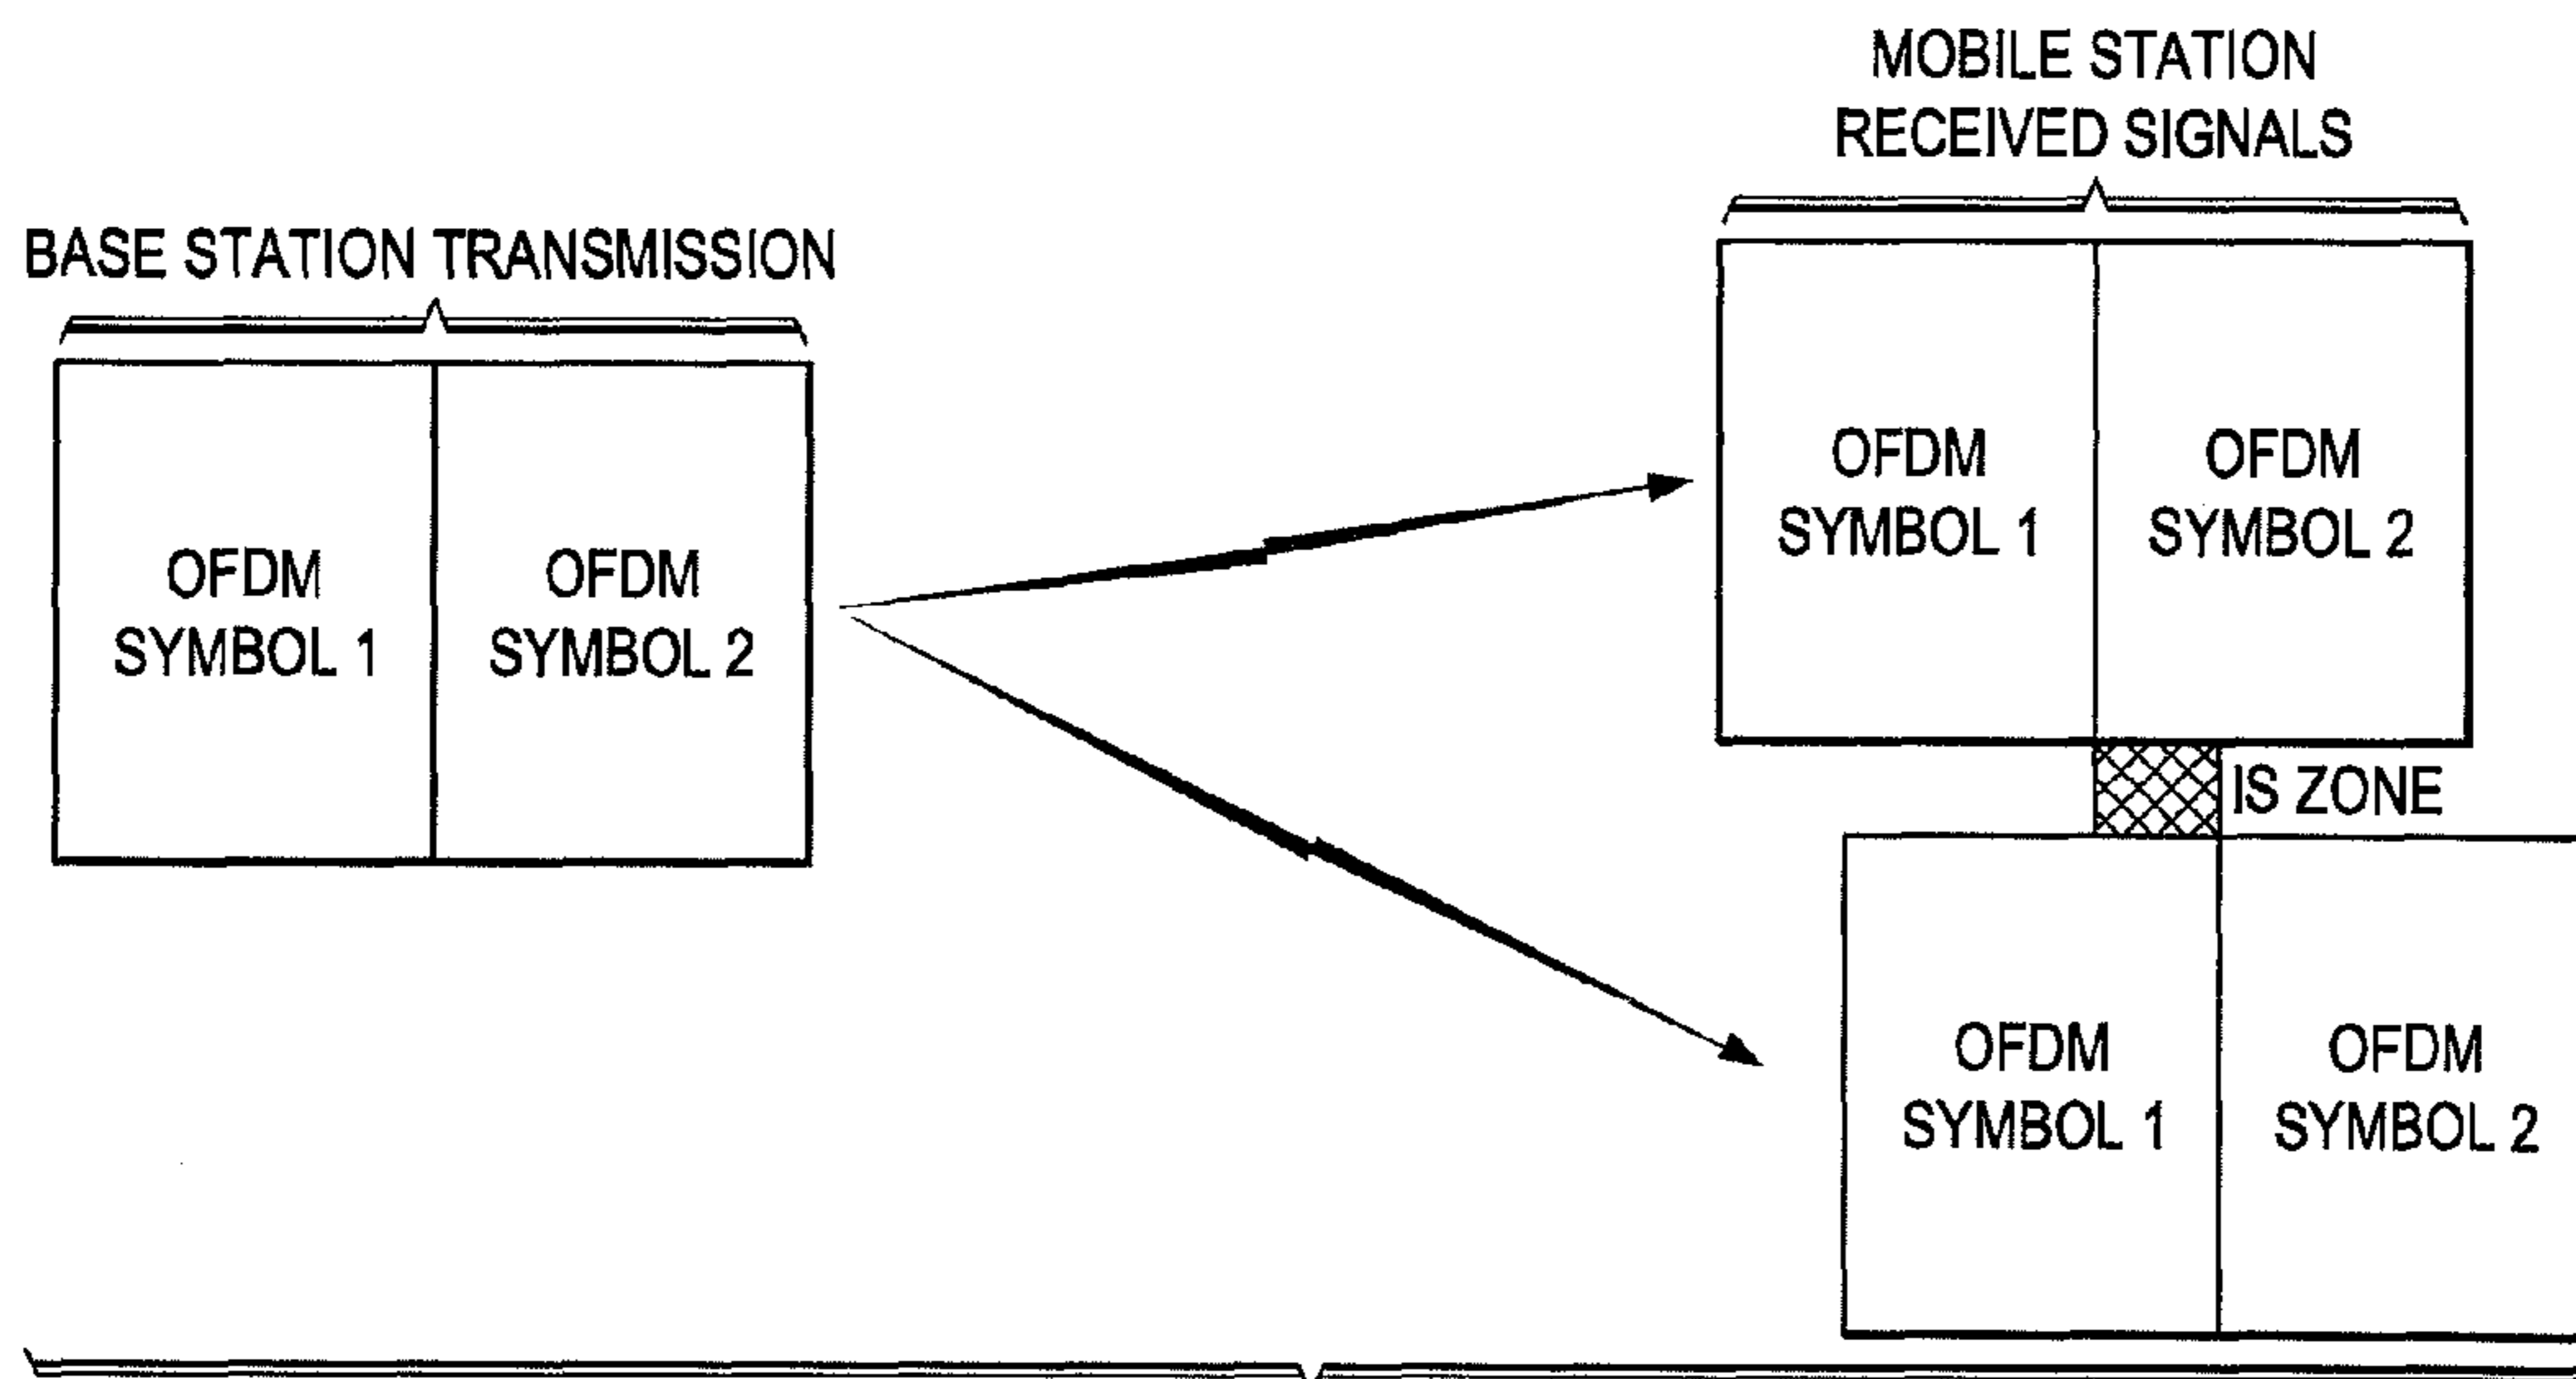 MOBILE STATION
RECEIVED SIGNALS
BASE STATION TRANSMISSION
OFDM
SYMBOL 1
OFDM
SYMBOL 2
OFDM
SYMBOL 1
OFDM
SYMBOL 2
IS ZONE
OFDM
SYMBOL 1
OFDM
SYMBOL 2